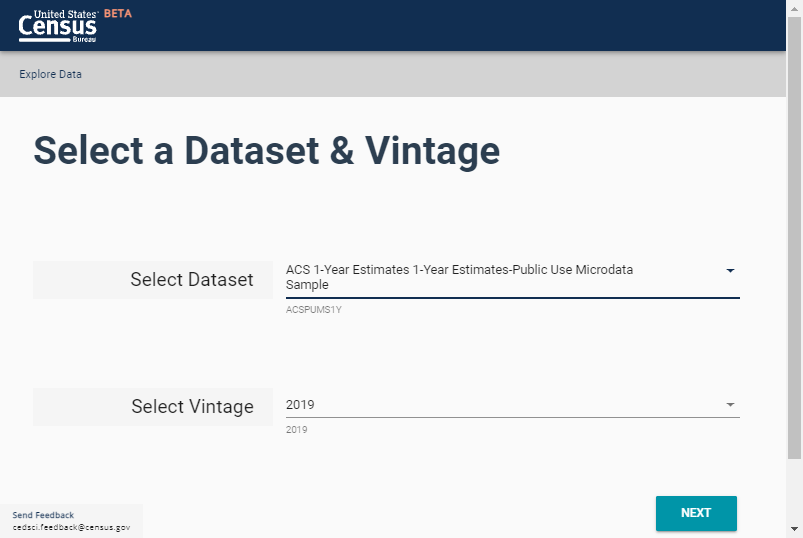 United States®
Census
Bureau
BETA
Explore Data
Select a Dataset & Vintage
Select Dataset
ACS 1-Year Estimates 1-Year Estimates-Public Use Microdata
Sample
ACSPUMS1Y
Select Vintage
2019
2019
NEXT
Send Feedback
cedsci.feedback@census.gov